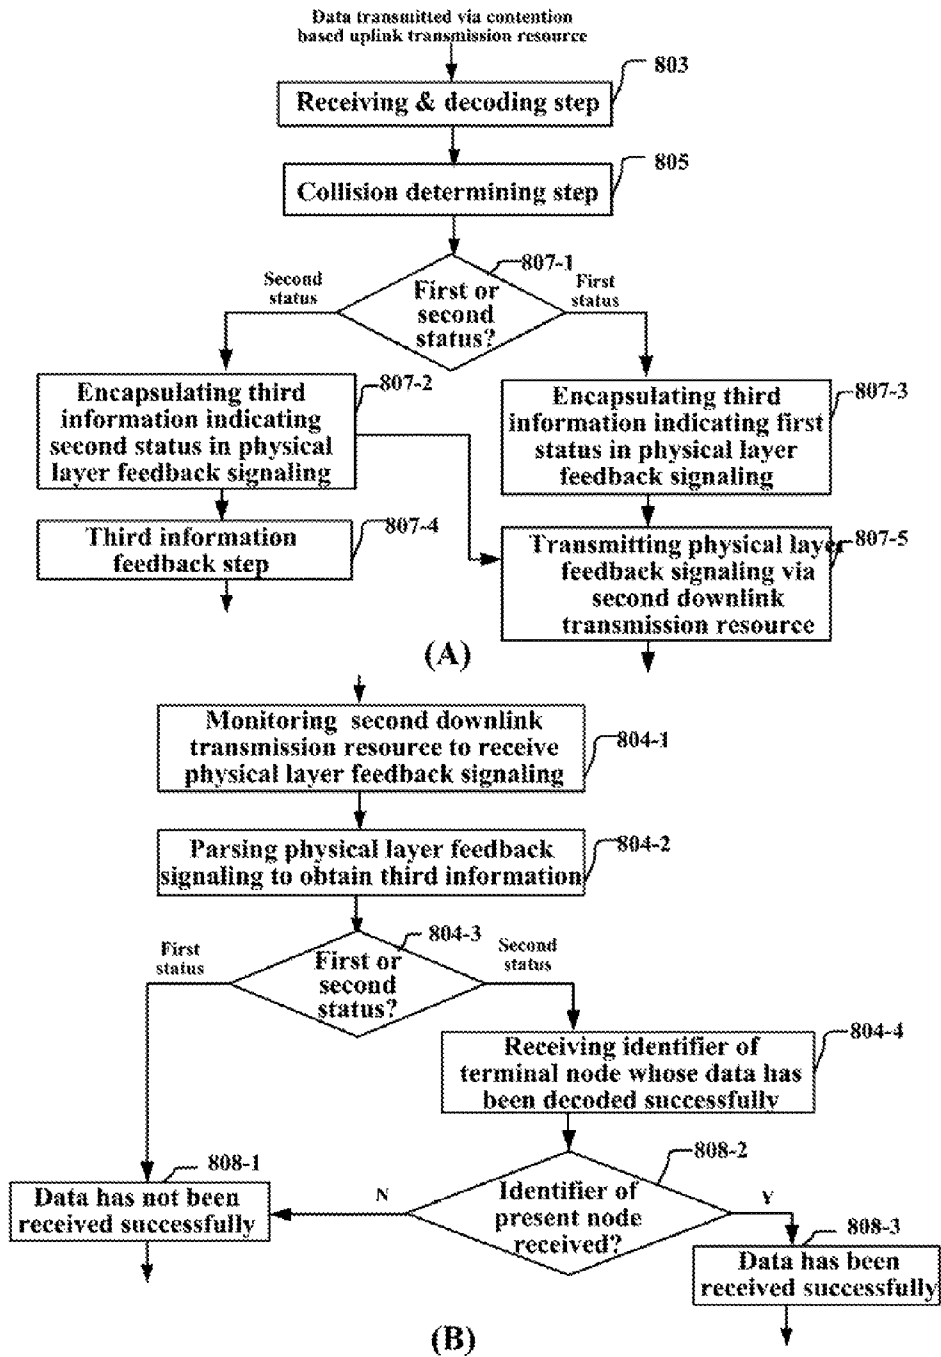 Data transmitted via contention
based uplink transmission resource
803
Receiving & decoding step
805
Collision determining step
807-1
Second
status
First
status
First or
second
status?
807-2
Encapsulating third
information indicating
second status in physical
layer feedback signaling
807-3
Encapsulating third
information indicating first
status in physical layer
feedback signaling
807-4
Third information
feedback step
807-5
Transmitting physical layer
feedback signaling via
second downlink
transmission resource
(A)
Monitoring second downlink
transmission resource to receive
physical layer feedback signaling
804-1
Parsing physical layer feedback
signaling to obtain third information
804-2
804-3
First
status
Second
status
First or
second
status?
804-4
Receiving identifier of
terminal node whose data has
been decoded successfully
808-1
808-2
Data has not been
received successfully
N
Identifier of
present node
received?
Y
808-3
Data has been
received successfully
(B)